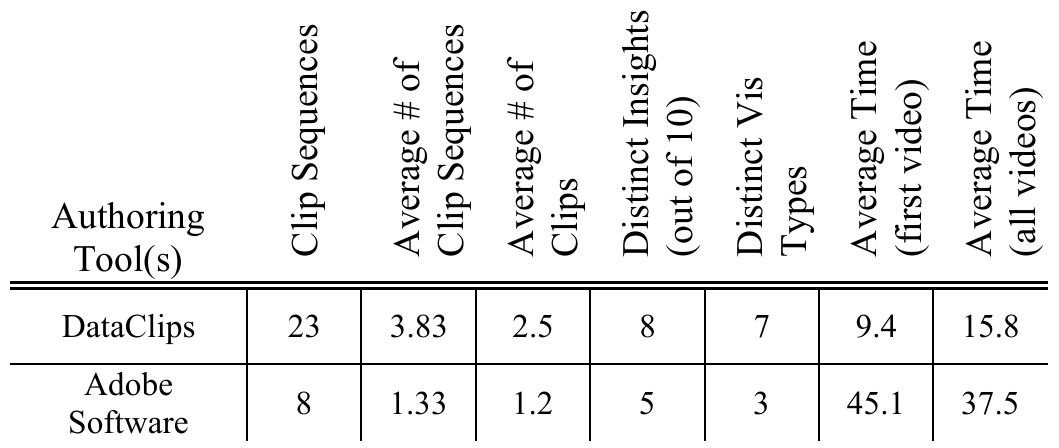 Authoring
Tool(s)
Clip Sequences
Average # of
Clip Sequences
Average # of
Clips
Distinct Insights
(out of 10)
Distinct Vis
Types
Average Time
(first video)
Average Time
(all videos)
DataClips 23 3.83 2.5 8 7 9.4 15.8
Adobe
Software 8 1.33 1.2 5 3 45.1 37.5